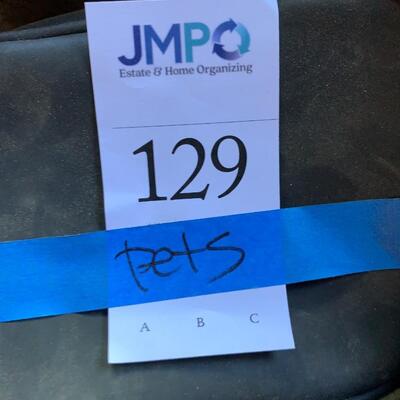 JMPO
Estate & Home Organizing
129
pets
A B C